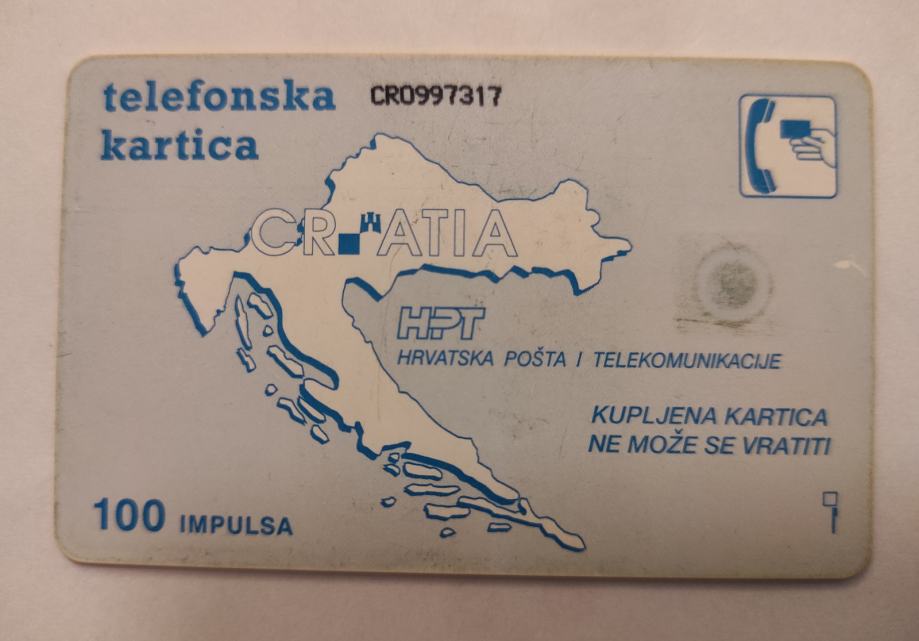 telefonska
kartica
CR0997317
CROATIA
HPT
HRVATSKA POŠTA I TELEKOMUNIKACIJE
KUPLJENA KARTICA
NE MOŽE SE VRATITI
100 IMPULSA